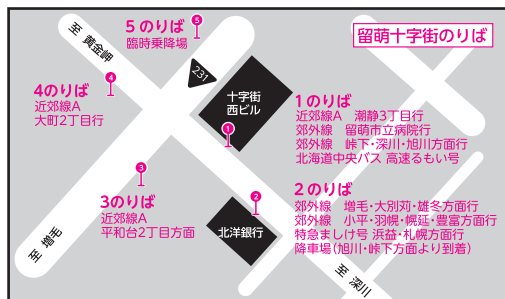 留萌十字街のりば
至 黄金岬
5のりば
臨時乗降場
5
231
4
4のりば
近郊線A
大町2丁目行
十字街
西ビル
1
1のりば
近郊線A 潮静3丁目行
郊外線 留萌市立病院行
郊外線 峠下・深川・旭川方面行
北海道中央バス 高速るもい号
3
3のりば
近郊線A
平和台2丁目方面
2
北洋銀行
2のりば
郊外線 増毛・大別苅・雄冬方面行
郊外線 小平・羽幌・幌延・豊富方面行
特急ましけ号 浜益・札幌方面行
降車場(旭川・峠下方面より到着)
至 増毛
至 深川